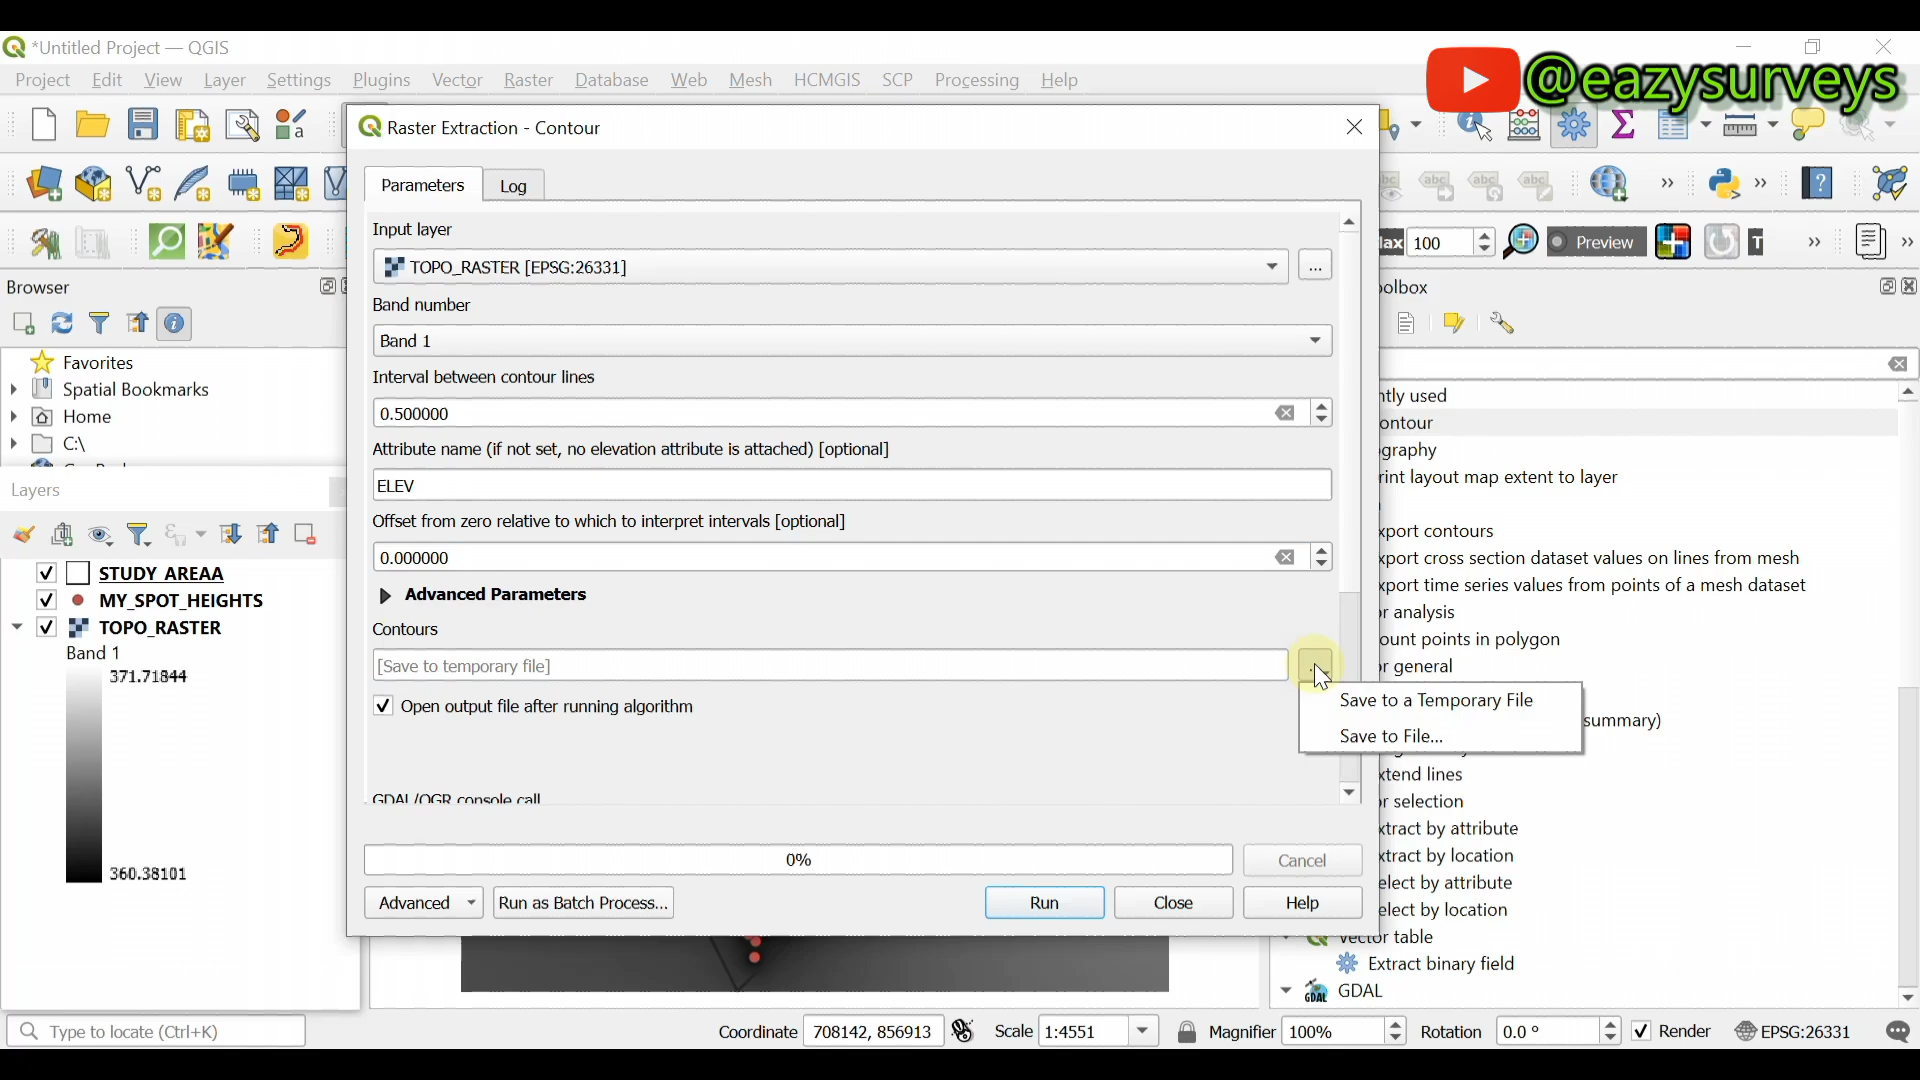 *Untitled Project — QGIS
@eazysurveys
Project Edit View Layer Settings Plugins Vector Raster Database Web Mesh HCMGIS SCP Processing Help
Raster Extraction - Contour
Parameters
Log
Input layer
TOPO_RASTER [EPSG:26331]
...
Band number
Band 1
Interval between contour lines
0.500000
Attribute name (if not set, no elevation attribute is attached) [optional]
ELEV
Offset from zero relative to which to interpret intervals [optional]
0.000000
Advanced Parameters
Contours
[Save to temporary file]
Save to a Temporary File
Save to File...
Open output file after running algorithm
GDAL/OGR console call
0%
Cancel
Advanced
Run as Batch Process...
Run
Close
Help
Browser
Favorites
Spatial Bookmarks
Home
C:\
Layers
STUDY_AREAA
MY_SPOT_HEIGHTS
TOPO_RASTER
Band 1
371.71844
360.38101
abc
abc
abc
ax
100
Preview
T
olbox
ntly used
ontour
graphy
rint layout map extent to layer
xport contours
xport cross section dataset values on lines from mesh
xport time series values from points of a mesh dataset
r analysis
ount points in polygon
r general
summary)
xtend lines
r selection
xtract by attribute
xtract by location
elect by attribute
elect by location
Vector table
Extract binary field
GDAL
GDAL
Type to locate (Ctrl+K)
Coordinate 708142, 856913
Scale 1:4551
Magnifier 100%
Rotation 0.0 °
Render
EPSG:26331